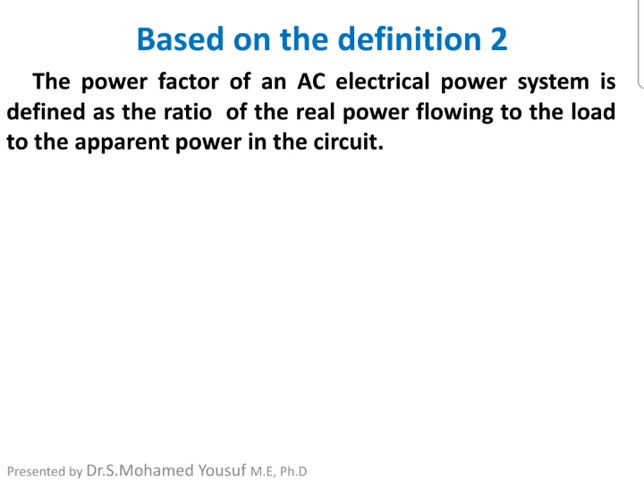 Based on the definition 2
The power factor of an AC electrical power system is
defined as the ratio of the real power flowing to the load
to the apparent power in the circuit.
Presented by Dr.S.Mohamed Yousuf M.E, Ph.D